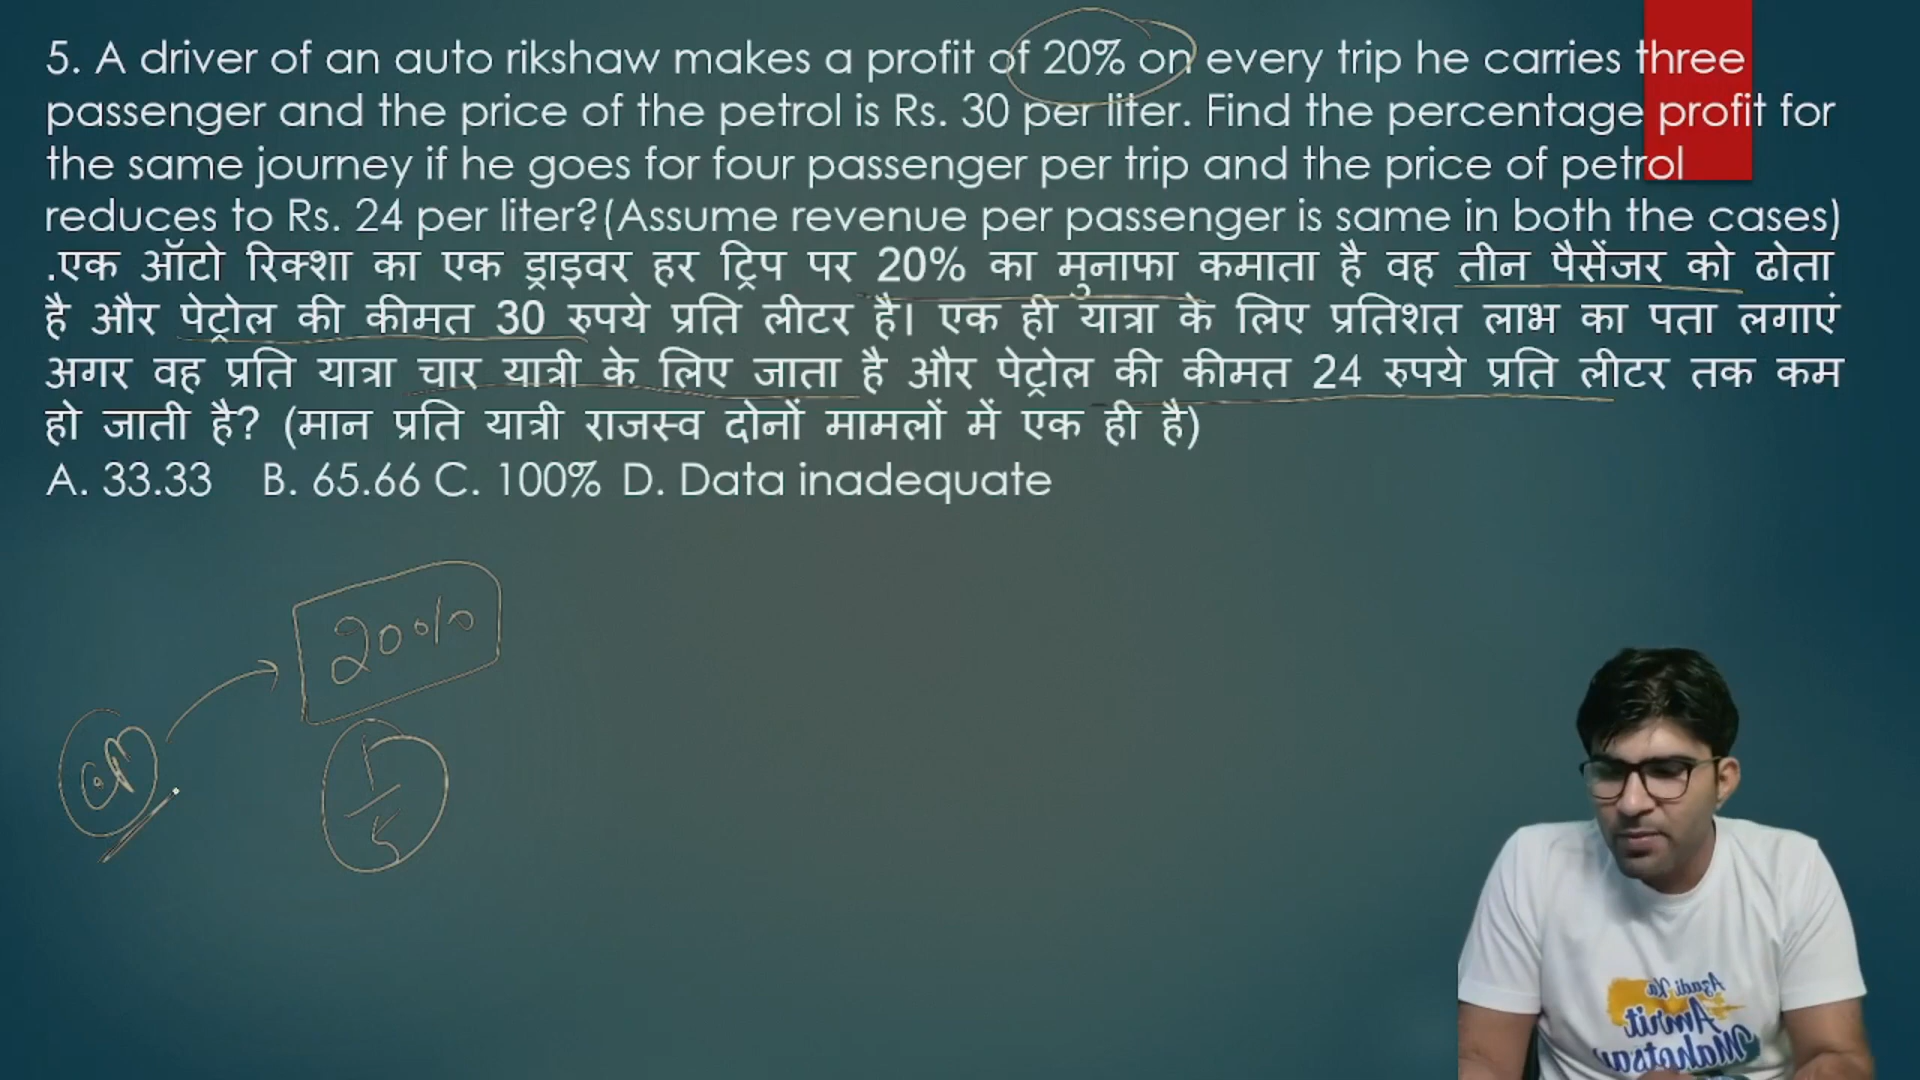 5. A driver of an auto rikshaw makes a profit of 20% on every trip he carries three
passenger and the price of the petrol is Rs. 30 per liter. Find the percentage profit for
the same journey if he goes for four passenger per trip and the price of petrol
reduces to Rs. 24 per liter?(Assume revenue per passenger is same in both the cases)
.एक ऑटो रिक्शा का एक ड्राइवर हर ट्रिप पर 20% का मुनाफा कमाता है वह तीन पैसेंजर को ढोता
है और पेट्रोल की कीमत 30 रुपये प्रति लीटर है। एक ही यात्रा के लिए प्रतिशत लाभ का पता लगाएं
अगर वह प्रति यात्रा चार यात्री के लिए जाता है और पेट्रोल की कीमत 24 रुपये प्रति लीटर तक कम
हो जाती है? (मान प्रति यात्री राजस्व दोनों मामलों में एक ही है)
A. 33.33 B. 65.66 C. 100% D. Data inadequate
20%
1
5
Azadi Ka
Amrit
Mahotsav